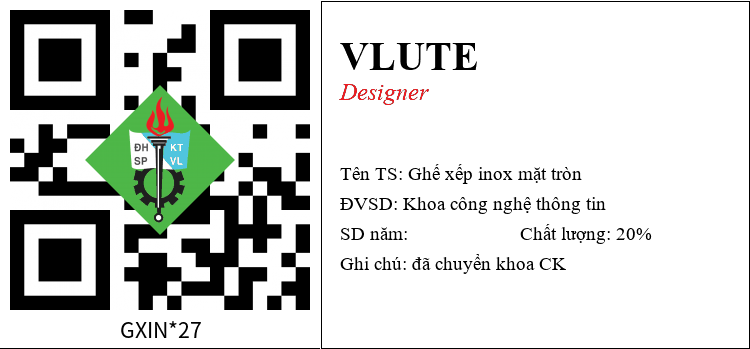 ĐH KT
SP VL
GXIN*27
VLUTE
Designer
Tên TS: Ghế xếp inox mặt tròn
ĐVSD: Khoa công nghệ thông tin
SD năm: Chất lượng: 20%
Ghi chú: đã chuyển khoa CK